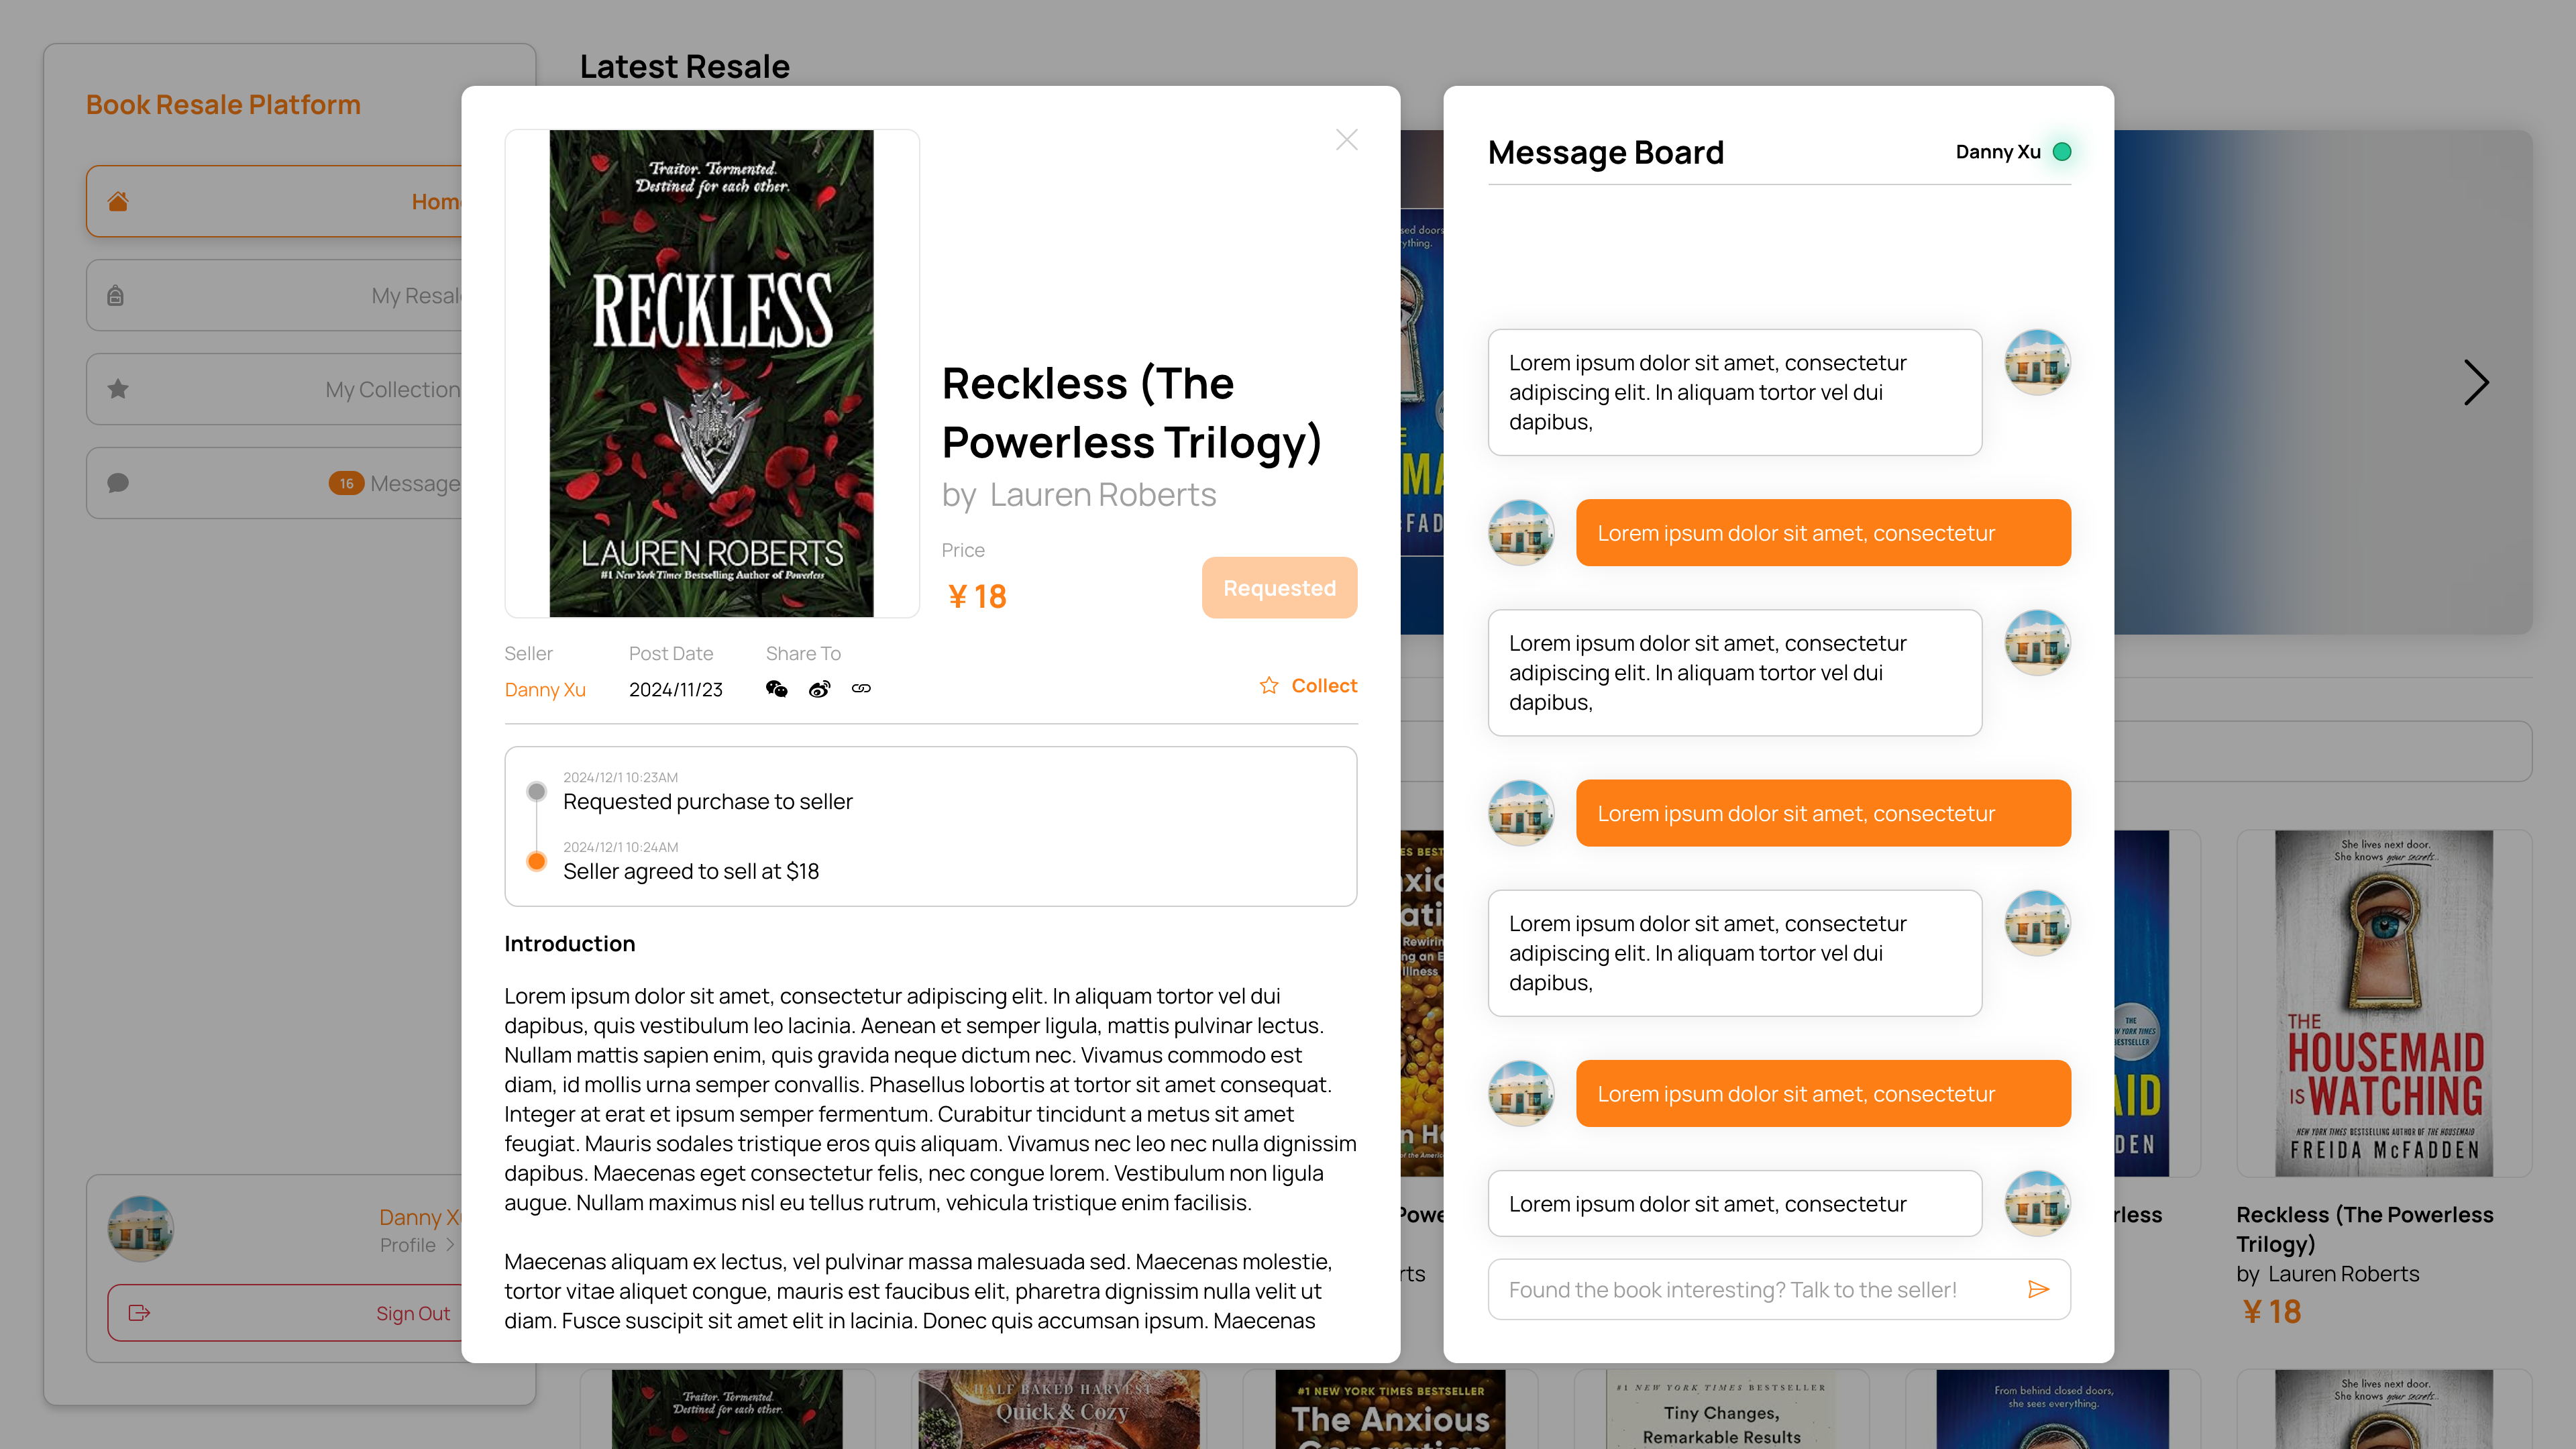 Book Resale Platform
Home
My Resal
My Collection
16 Message
Danny X
Profile
Sign Out
Latest Resale
Traitor. Tormented.
Destined for each other.
RECKLESS
LAUREN ROBERTS
#1 New York Times Bestselling Author of Powerless
Reckless (The
Powerless Trilogy)
by Lauren Roberts
Price
¥ 18
Requested
Seller
Danny Xu
Post Date
2024/11/23
Share To
Collect
2024/12/1 10:23AM
Requested purchase to seller
2024/12/1 10:24AM
Seller agreed to sell at $18
Introduction
Lorem ipsum dolor sit amet, consectetur adipiscing elit. In aliquam tortor vel dui
dapibus, quis vestibulum leo lacinia. Aenean et semper ligula, mattis pulvinar lectus.
Nullam mattis sapien enim, quis gravida neque dictum nec. Vivamus commodo est
diam, id mollis urna semper convallis. Phasellus lobortis at tortor sit amet consequat.
Integer at erat et ipsum semper fermentum. Curabitur tincidunt a metus sit amet
feugiat. Mauris sodales tristique eros quis aliquam. Vivamus nec leo nec nulla dignissim
dapibus. Maecenas eget consectetur felis, nec congue lorem. Vestibulum non ligula
augue. Nullam maximus nisl eu tellus rutrum, vehicula tristique enim facilisis.
Maecenas aliquam ex lectus, vel pulvinar massa malesuada sed. Maecenas molestie,
tortor vitae aliquet congue, mauris est faucibus elit, pharetra dignissim nulla velit ut
diam. Fusce suscipit sit amet elit in lacinia. Donec quis accumsan ipsum. Maecenas
Message Board
Danny Xu
Lorem ipsum dolor sit amet, consectetur
adipiscing elit. In aliquam tortor vel dui
dapibus,
Lorem ipsum dolor sit amet, consectetur
Lorem ipsum dolor sit amet, consectetur
adipiscing elit. In aliquam tortor vel dui
dapibus,
Lorem ipsum dolor sit amet, consectetur
Lorem ipsum dolor sit amet, consectetur
adipiscing elit. In aliquam tortor vel dui
dapibus,
Lorem ipsum dolor sit amet, consectetur
Lorem ipsum dolor sit amet, consectetur
Found the book interesting? Talk to the seller!
THE
NEW YORK TIMES
BESTSELLER
AID
DEN
rless
She lives next door.
She knows your secrets.
THE
HOUSEMAID
IS WATCHING
NEW YORK TIMES BESTSELLING AUTHOR OF THE HOUSEMAID
FREIDA McFADDEN
Reckless (The Powerless
Trilogy)
by Lauren Roberts
¥ 18
Traitor. Tormented.
Destined for each other.
HALF BAKED HARVEST
Quick & Cozy
#1 NEW YORK TIMES BESTSELLER
The Anxious
Generation
#1 NEW YORK TIMES BESTSELLER
Tiny Changes,
Remarkable Results
From behind closed doors,
she sees everything.
She lives next door.
She knows your secrets.